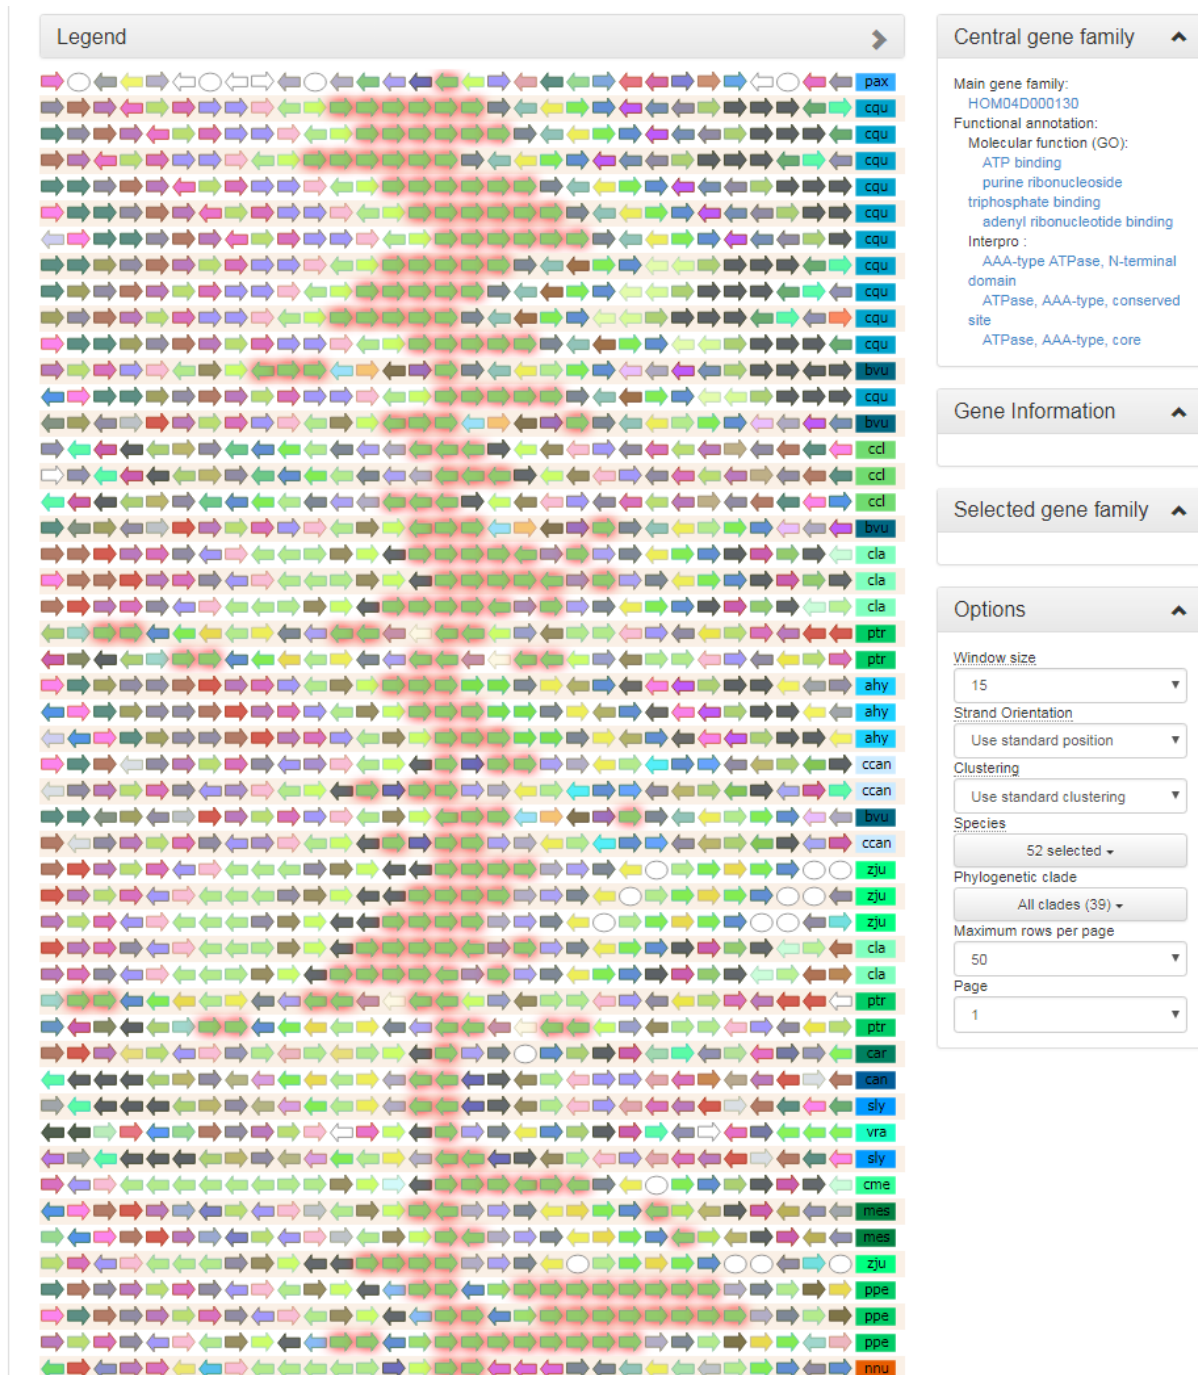 Legend
pax
cqu
cqu
cqu
cqu
cqu
cqu
cqu
cqu
cqu
cqu
bvu
cqu
bvu
ccl
ccl
ccl
bvu
cla
cla
cla
ptr
ptr
ahy
ahy
ahy
ccan
ccan
bvu
ccan
zju
zju
zju
cla
cla
ptr
ptr
car
can
sly
vra
sly
cme
mes
mes
zju
ppe
ppe
ppe
nnu
Central gene family
Main gene family:
HOM04D000130
Functional annotation:
Molecular function (GO):
ATP binding
purine ribonucleoside
triphosphate binding
adenyl ribonucleotide binding
Interpro :
AAA-type ATPase, N-terminal
domain
ATPase, AAA-type, conserved
site
ATPase, AAA-type, core
Gene Information
Selected gene family
Options
Window size
15
Strand Orientation
Use standard position
Clustering
Use standard clustering
Species
52 selected
Phylogenetic clade
All clades (39)
Maximum rows per page
50
Page
1